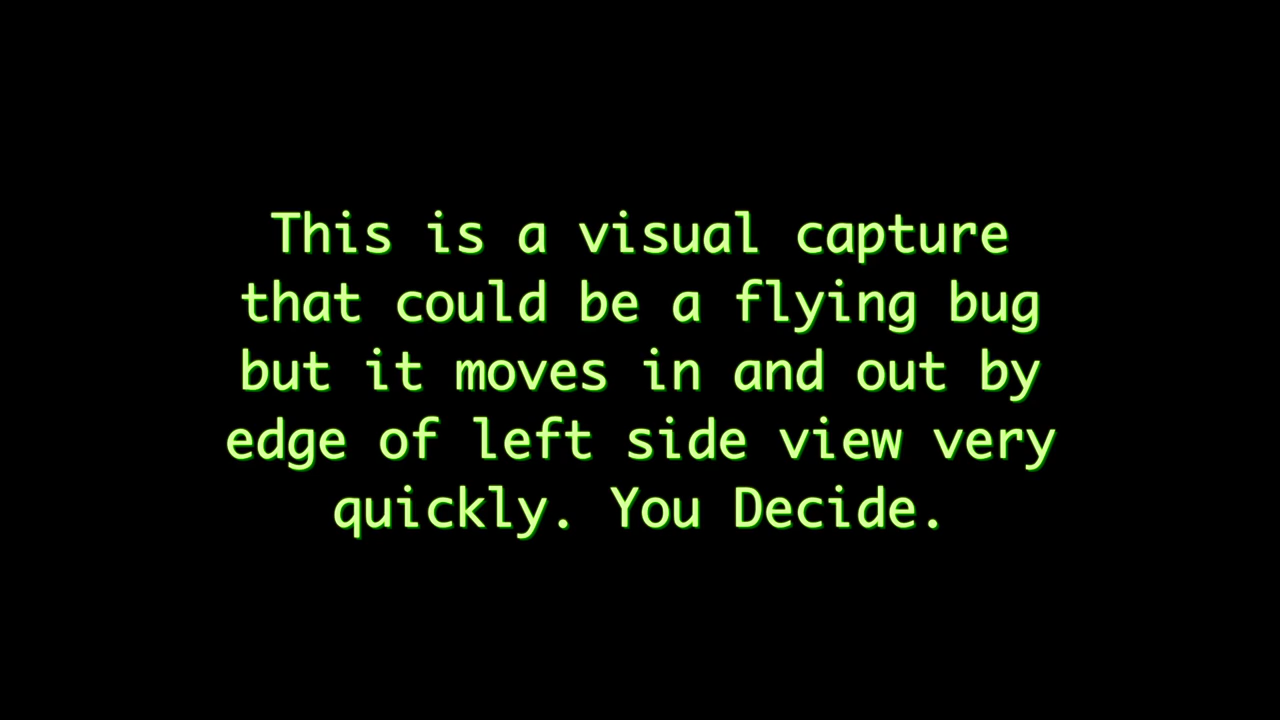 This is a visual capture
that could be a flying bug
but it moves in and out by
edge of left side view very
quickly. You Decide.